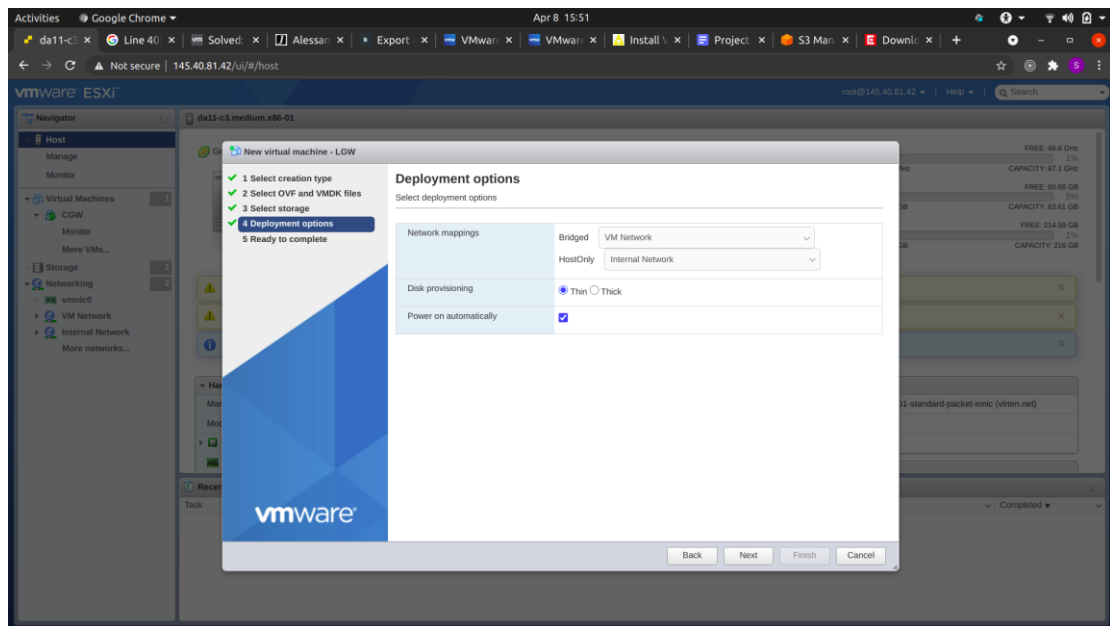 Activities Google Chrome Apr 8 15:51
da11-c3 Line 40: Solved: Alessan Export VMware VMware Install Project S3 Man Downlo
Not secure 145.40.81.42/ui/#/host S
vmware ESXi root@145.40.81.42 | Help | Search
Navigator da11-c3.medium.x86-01
Host
Manage
Monitor
Virtual Machines 1
CGW
Monitor
More VMs...
Storage 1
Networking 2
vmnic0
VM Network
Internal Network
More networks...
FREE: 66.6 GHz
1%
CAPACITY: 67.1 GHz
FREE: 60.66 GB
5%
CAPACITY: 63.61 GB
FREE: 214.59 GB
1%
CAPACITY: 216 GB
New virtual machine - LGW
1 Select creation type
2 Select OVF and VMDK files
3 Select storage
4 Deployment options
5 Ready to complete
vmware
Deployment options
Select deployment options
Network mappings Bridged VM Network
HostOnly Internal Network
Disk provisioning Thin Thick
Power on automatically
Back Next Finish Cancel
01-standard-packet-ionic (virten.net)
Task Completed